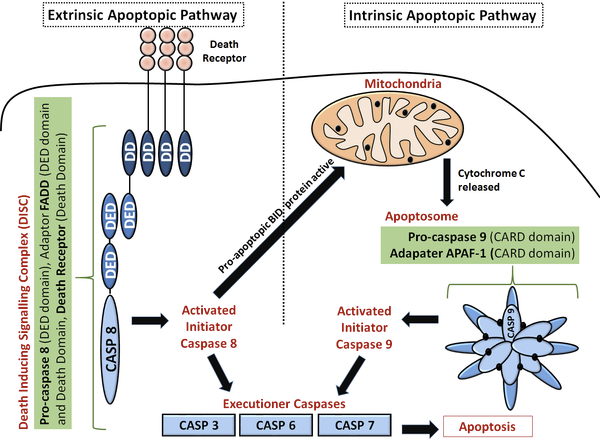 Extrinsic Apoptopic Pathway
Intrinsic Apoptopic Pathway
Death
Receptor
Mitochondria
Death Inducing Signalling Complex (DISC)
Pro-caspase 8 (DED domain), Adaptor FADD (DED domain
and Death Domain, Death Receptor (Death Domain)
DD
DD
DD
DD
DED
DED
DED
CASP 8
Pro-apoptopic BID- protein active
Cytochrome C
released
Apoptosome
Pro-caspase 9 (CARD domain)
Adapater APAF-1 (CARD domain)
CASP 9
Activated
Initiator
Caspase 8
Activated
Initiator
Caspase 9
Executioner Caspases
CASP 3
CASP 6
CASP 7
Apoptosis